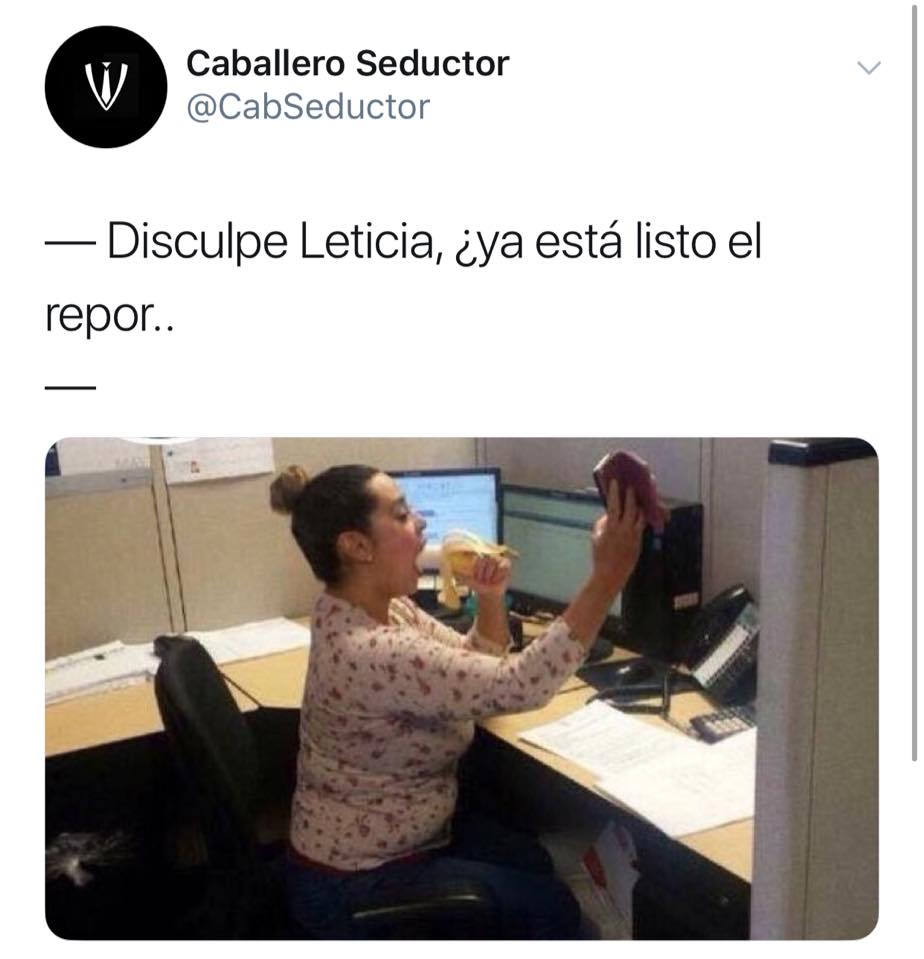 Caballero Seductor
@CabSeductor
— Disculpe Leticia, ¿ya está listo el
repor..
—